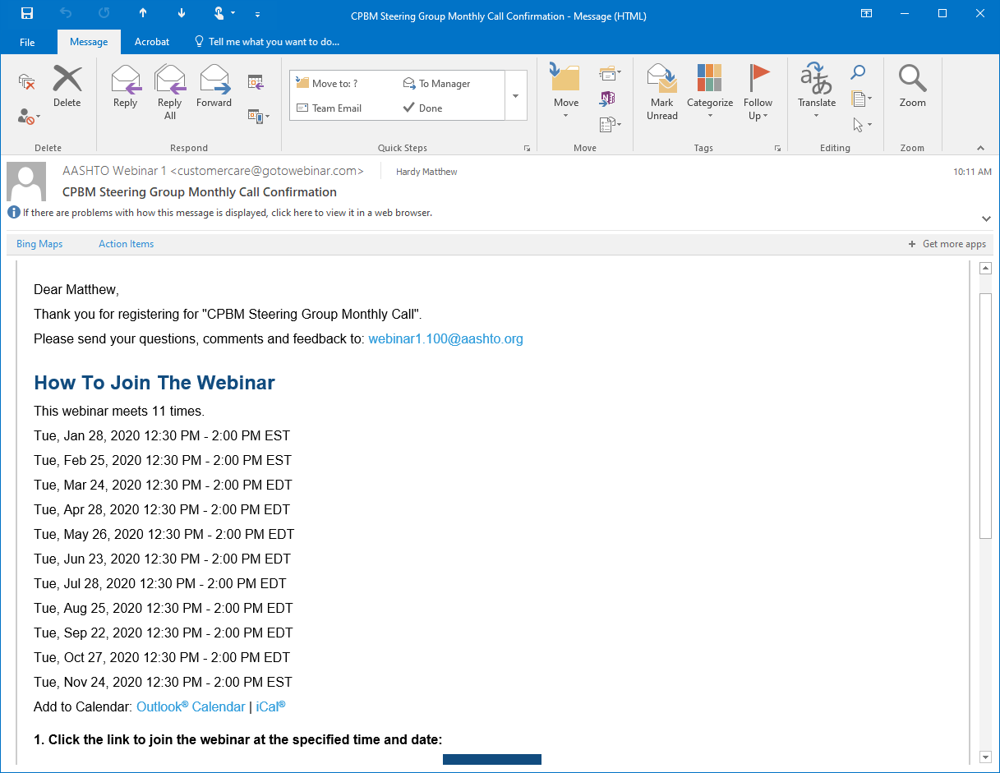 CPBM Steering Group Monthly Call Confirmation - Message (HTML)
File Message Acrobat Tell me what you want to do...
Delete
Reply
Reply All
Forward
Move to: ?
To Manager
Team Email
Done
Move
Mark Unread
Categorize
Follow Up
Translate
Zoom
Delete Respond Quick Steps Move Tags Editing Zoom
AASHTO Webinar 1 <customercare@gotowebinar.com> Hardy Matthew 10:11 AM
CPBM Steering Group Monthly Call Confirmation
If there are problems with how this message is displayed, click here to view it in a web browser.
Bing Maps Action Items + Get more apps
Dear Matthew,
Thank you for registering for "CPBM Steering Group Monthly Call".
Please send your questions, comments and feedback to: webinar1.100@aashto.org
How To Join The Webinar
This webinar meets 11 times.
Tue, Jan 28, 2020 12:30 PM - 2:00 PM EST
Tue, Feb 25, 2020 12:30 PM - 2:00 PM EST
Tue, Mar 24, 2020 12:30 PM - 2:00 PM EDT
Tue, Apr 28, 2020 12:30 PM - 2:00 PM EDT
Tue, May 26, 2020 12:30 PM - 2:00 PM EDT
Tue, Jun 23, 2020 12:30 PM - 2:00 PM EDT
Tue, Jul 28, 2020 12:30 PM - 2:00 PM EDT
Tue, Aug 25, 2020 12:30 PM - 2:00 PM EDT
Tue, Sep 22, 2020 12:30 PM - 2:00 PM EDT
Tue, Oct 27, 2020 12:30 PM - 2:00 PM EDT
Tue, Nov 24, 2020 12:30 PM - 2:00 PM EST
Add to Calendar: Outlook® Calendar | iCal®
1. Click the link to join the webinar at the specified time and date: